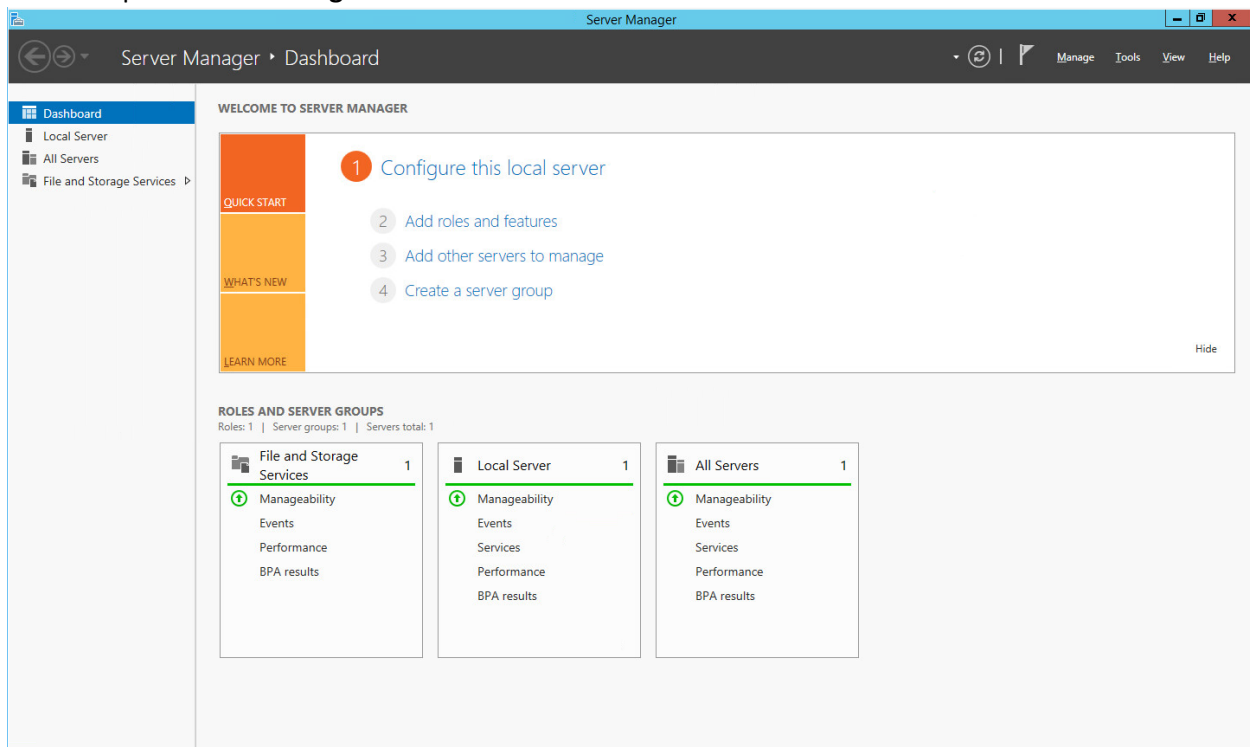 Server Manager
Server Manager • Dashboard
Manage Tools View Help
Dashboard
Local Server
All Servers
File and Storage Services
WELCOME TO SERVER MANAGER
QUICK START
WHAT'S NEW
LEARN MORE
1 Configure this local server
2 Add roles and features
3 Add other servers to manage
4 Create a server group
Hide
ROLES AND SERVER GROUPS
Roles: 1 | Server groups: 1 | Servers total: 1
File and Storage
Services
1
Manageability
Events
Performance
BPA results
Local Server 1
Manageability
Events
Services
Performance
BPA results
All Servers 1
Manageability
Events
Services
Performance
BPA results